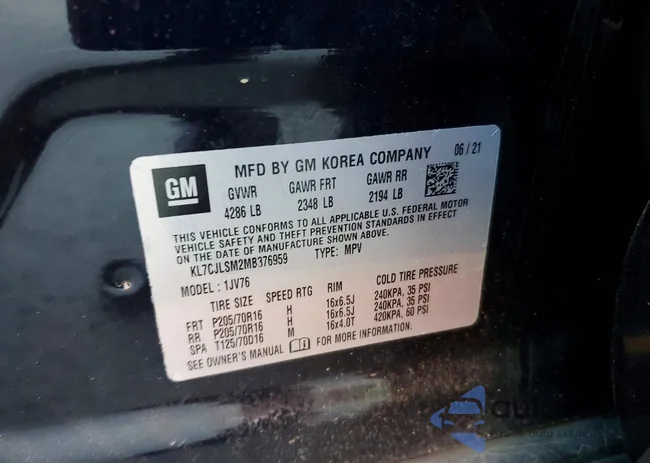 GM
MFD BY GM KOREA COMPANY 06/21
GVWR GAWR FRT GAWR RR
4286 LB 2348 LB 2194 LB
THIS VEHICLE CONFORMS TO ALL APPLICABLE U.S. FEDERAL MOTOR
VEHICLE SAFETY AND THEFT PREVENTION STANDARDS IN EFFECT
ON THE DATE OF MANUFACTURE SHOWN ABOVE.
KL7CJLSM2MB376959 TYPE: MPV
MODEL: 1JV76
TIRE SIZE SPEED RTG RIM COLD TIRE PRESSURE
FRT P205/70R16 H 16x6.5J 240KPA, 35 PSI
RR P205/70R16 H 16x6.5J 240KPA, 35 PSI
SPA T125/70D16 M 16x4.0T 420KPA, 60 PSI
SEE OWNER'S MANUAL FOR MORE INFORMATION